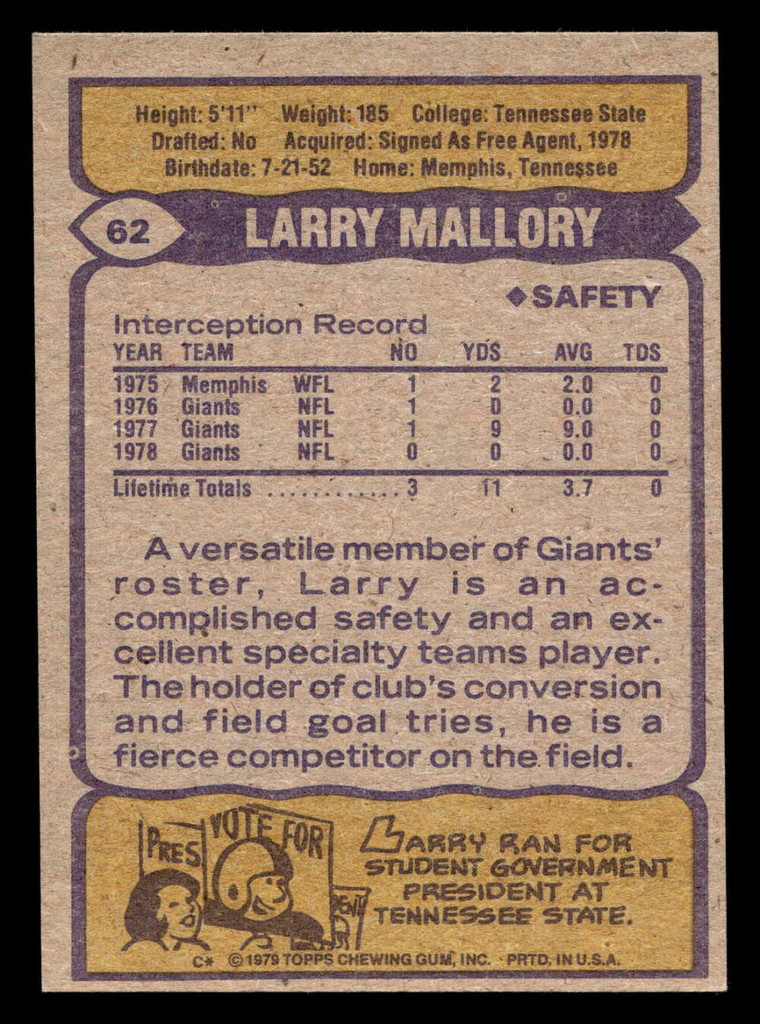 Height: 5'11" Weight: 185 College: Tennessee State
Drafted: No Acquired: Signed As Free Agent, 1978
Birthdate: 7-21-52 Home: Memphis, Tennessee
62 LARRY MALLORY
◆SAFETY
Interception Record
YEAR TEAM NO YDS AVG TDS
1975 Memphis WFL 1 2 2.0 0
1976 Giants NFL 1 0 0.0 0
1977 Giants NFL 1 9 9.0 0
1978 Giants NFL 0 0 0.0 0
Lifetime Totals ............3 11 3.7 0
A versatile member of Giants'
roster, Larry is an ac-
complished safety and an ex-
cellent specialty teams player.
The holder of club's conversion
and field goal tries, he is a
fierce competitor on the field.
PRES
VOTE FOR
LARRY RAN FOR
STUDENT GOVERNMENT
PRESIDENT AT
TENNESSEE STATE.
C* © 1979 TOPPS CHEWING GUM, INC. PRTD. IN U.S.A.